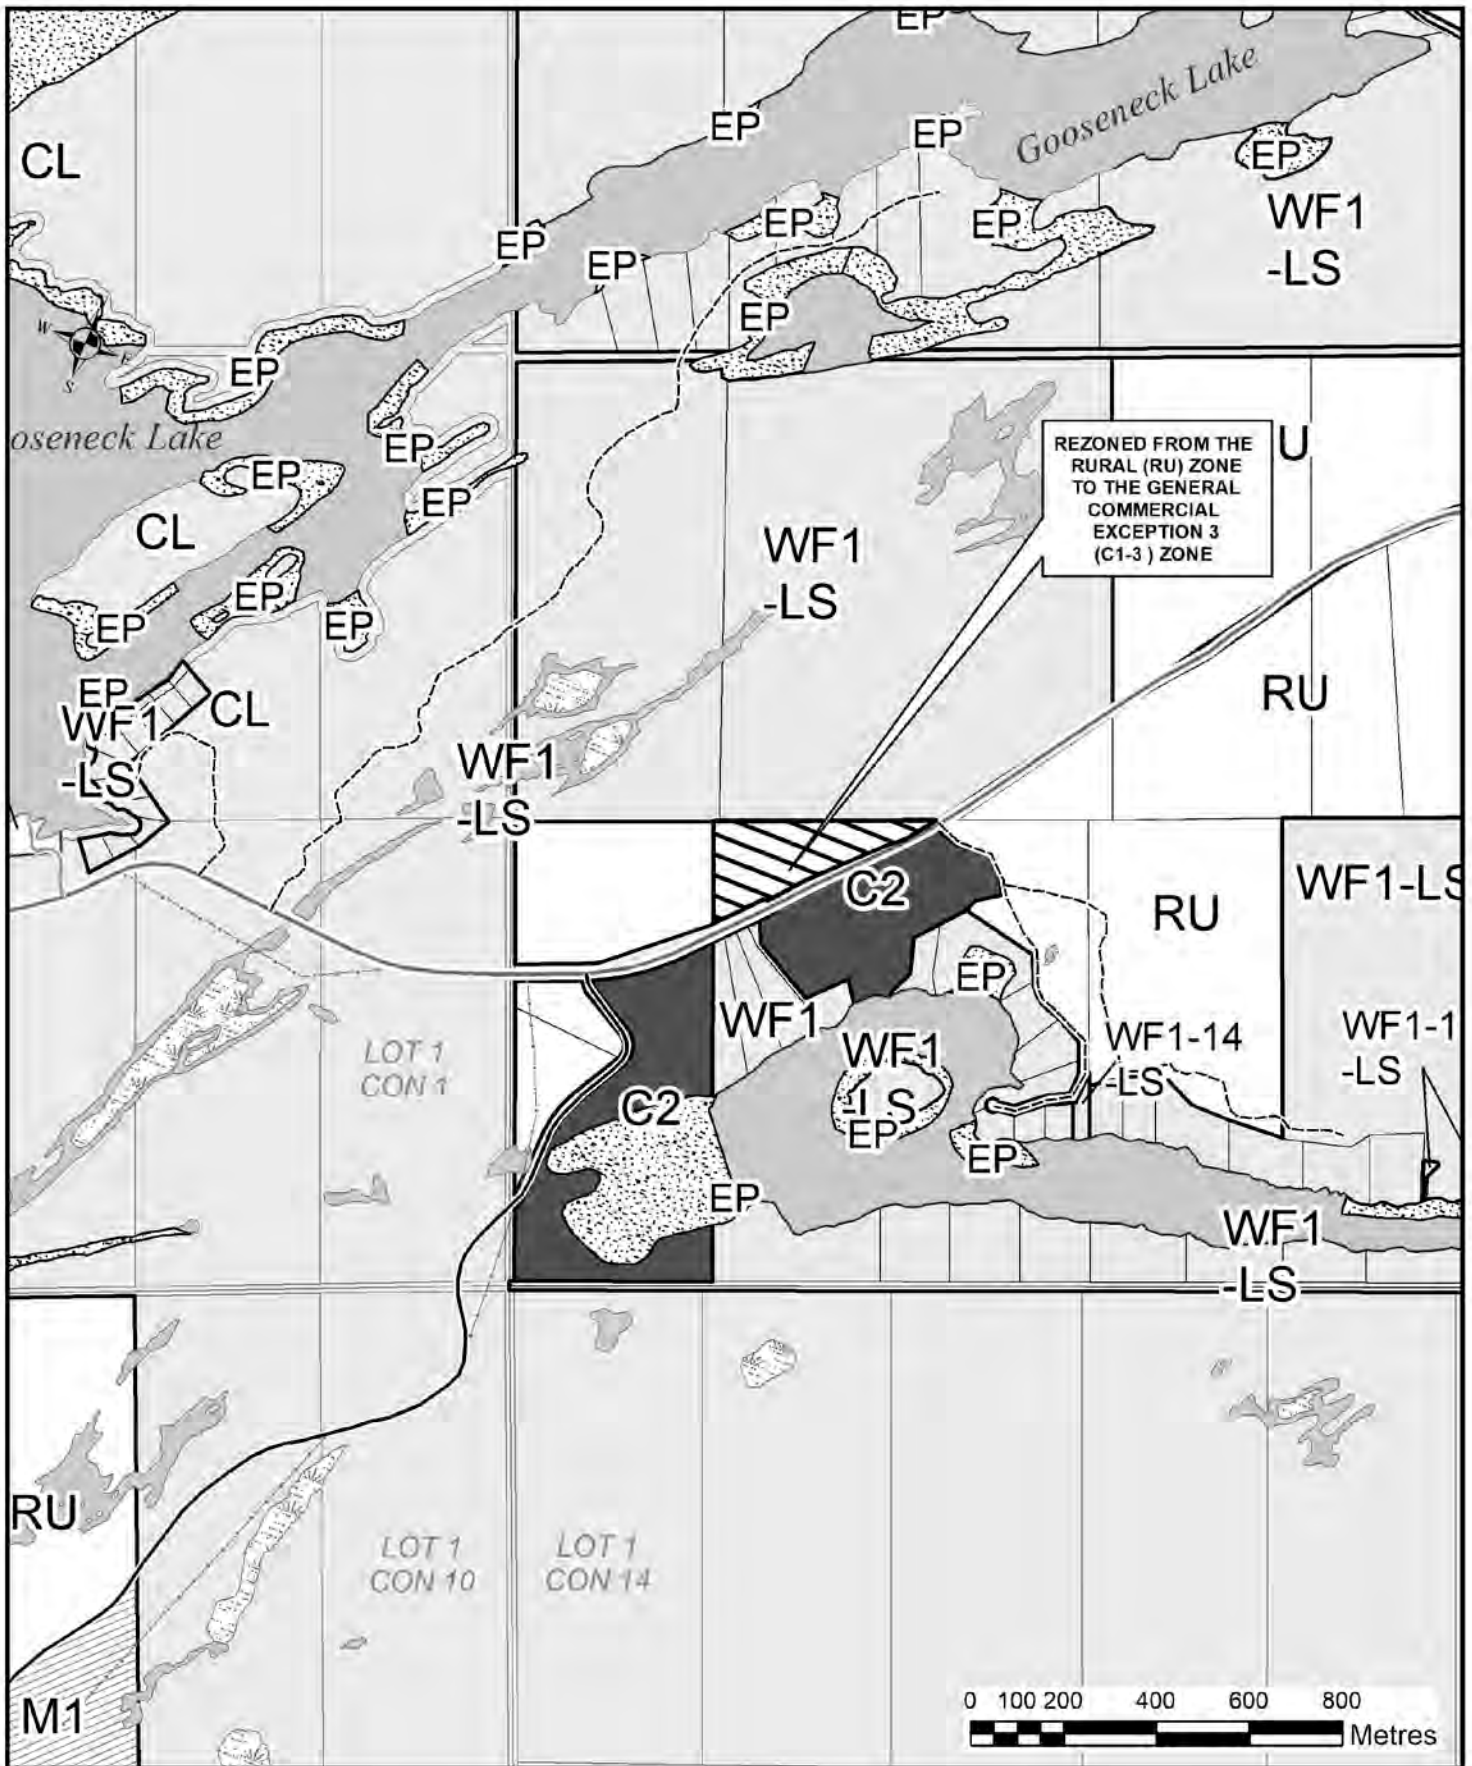 EP
Gooseneck Lake
EP
EP
EP
CL
WF1
-LS
EP
EP
EP
EP
EP
W
S
EP
ooseneck Lake
EP
REZONED FROM THE
RURAL (RU) ZONE
TO THE GENERAL
COMMERCIAL
EXCEPTION 3
(C1-3 ) ZONE
U
EP
EP
CL
WF1
-LS
EP
EP
EP
EP
WF1
-LS
CL
RU
WF1
-LS
C2
RU
WF1-LS
EP
WF1
WF1
-LS
EP
WF1-14
-LS
WF1-1
-LS
LOT 1
CON 1
C2
EP
EP
WF1
-LS
RU
LOT 1
CON 10
LOT 1
CON 14
M1
0 100 200 400 600 800
Metres